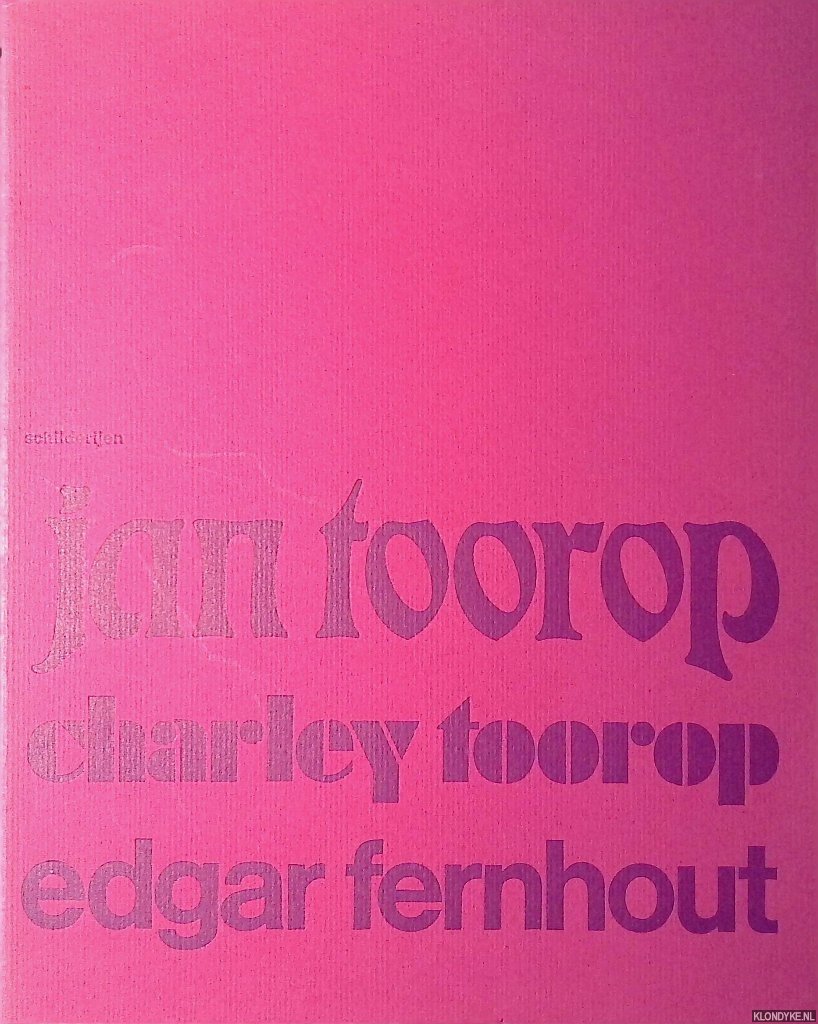 schilderijen
jan toorop
charley toorop
edgar fernhout
KLONDYKE.NL